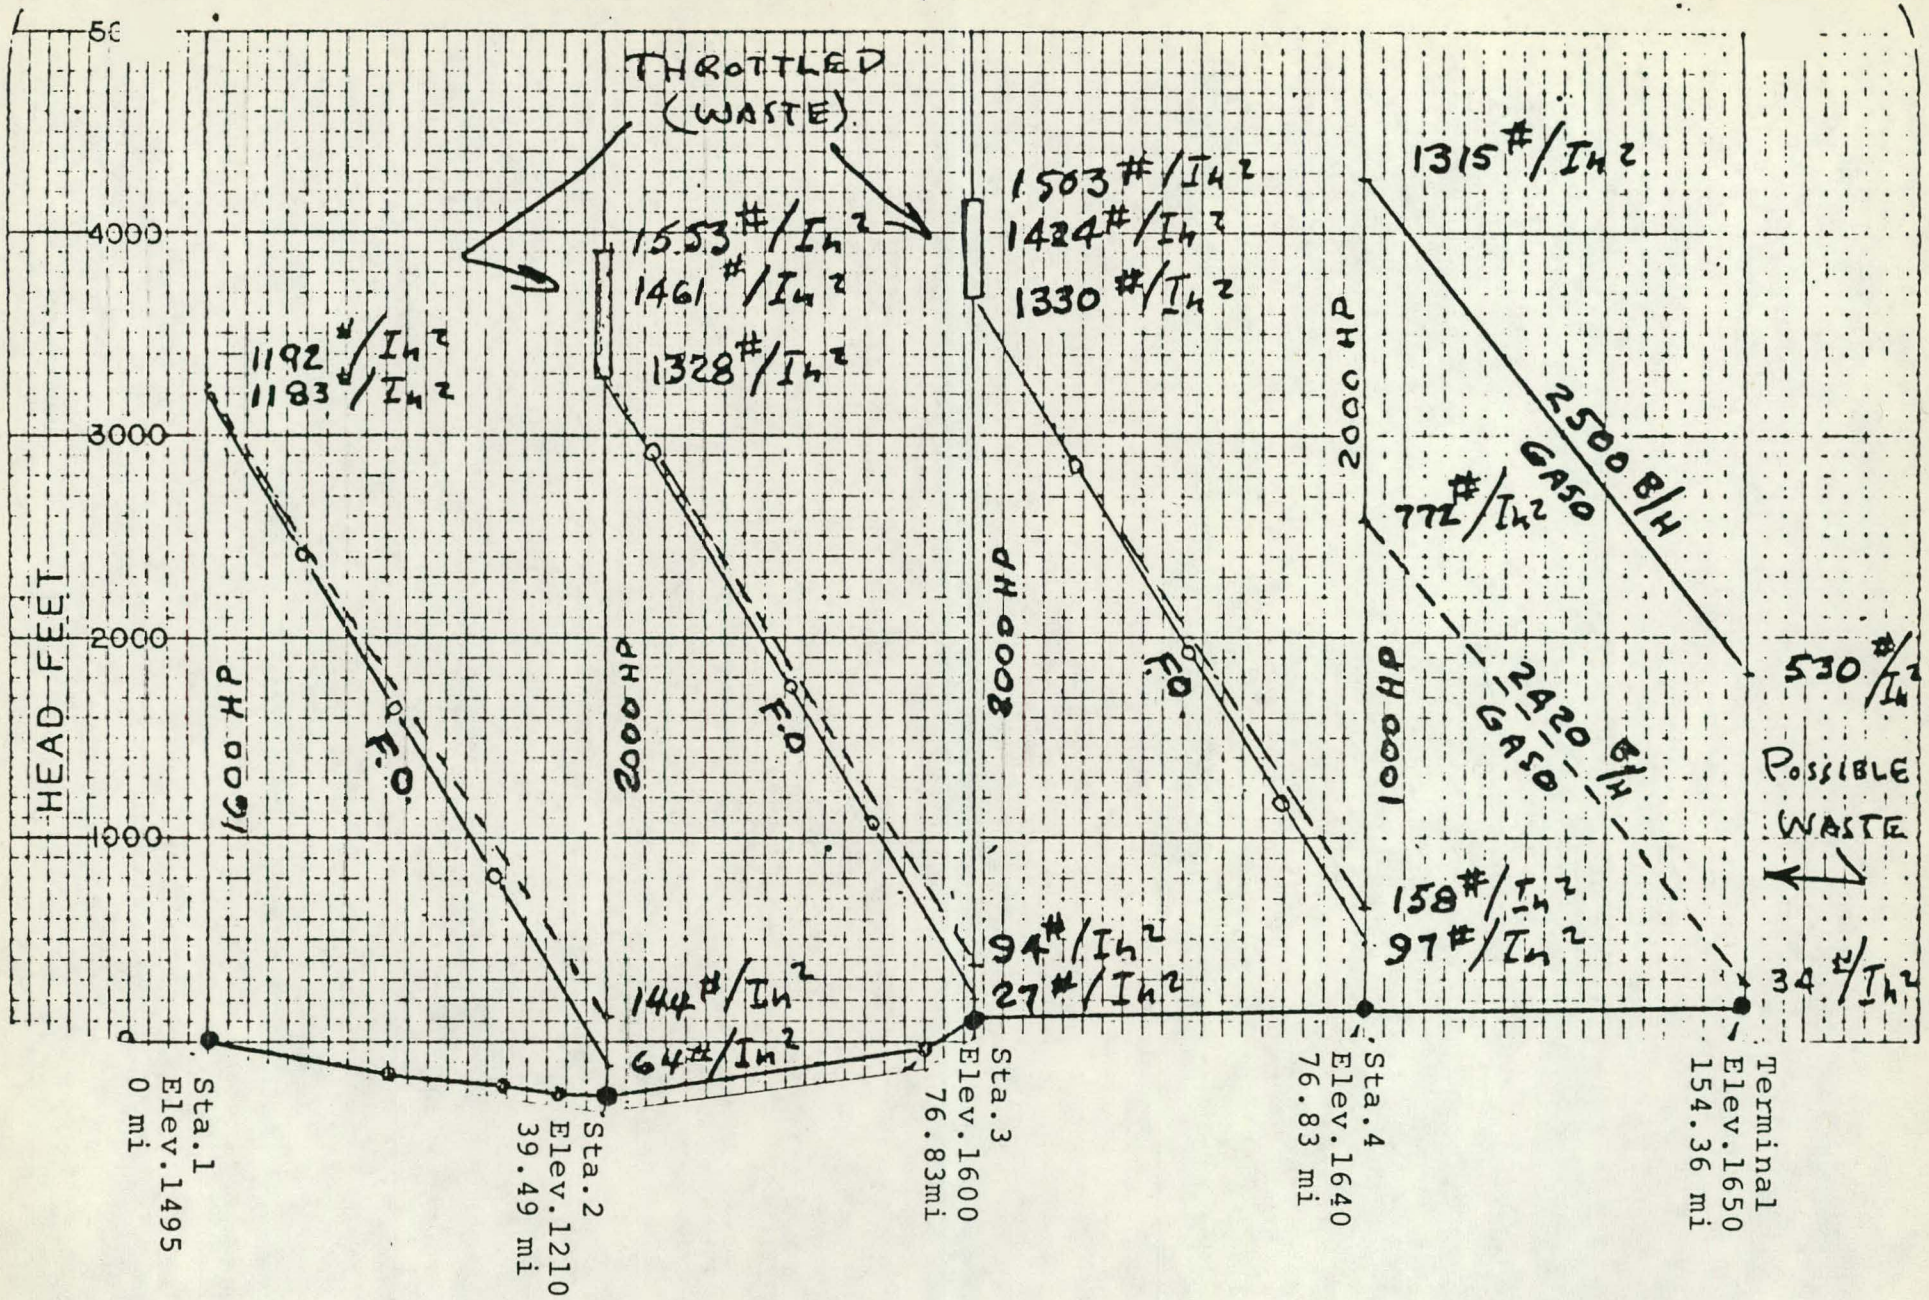 THROTTLED
(WASTE)
4000
3000
2000
1000
HEAD FEET
1192 #/In²
1183 #/In²
1600 HP
F.O.
1553 #/In²
1461 #/In²
1328 #/In²
2000 HP
F.O
144 #/In²
64 #/In²
1503 #/In²
1424 #/In²
1330 #/In²
2000 HP
F.O
94 #/In²
27 #/In²
1315 #/In²
2000 HP
772 #/In²
1000 HP
158 #/In²
97 #/In²
2500 B/H
GASO
2420 B/H
GASO
530 #/In²
POSSIBLE
WASTE
34 #/In²
0
Sta.1
Elev.1495
0 mi
Sta.2
Elev.1210
39.49 mi
Sta.3
Elev.1600
76.83mi
Sta.4
Elev.1640
76.83 mi
Terminal
Elev.1650
154.36 mi